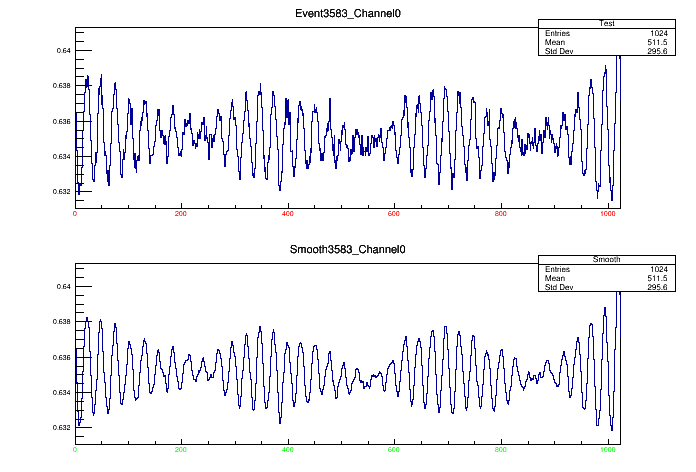 Event3583_Channel0
Test
Entries 1024
Mean 511.5
Std Dev 295.6
0.64
0.638
0.636
0.634
0.632
0 200 400 600 800 1000
Smooth3583_Channel0
Smooth
Entries 1024
Mean 511.5
Std Dev 295.6
0.64
0.638
0.636
0.634
0.632
0 200 400 600 800 1000